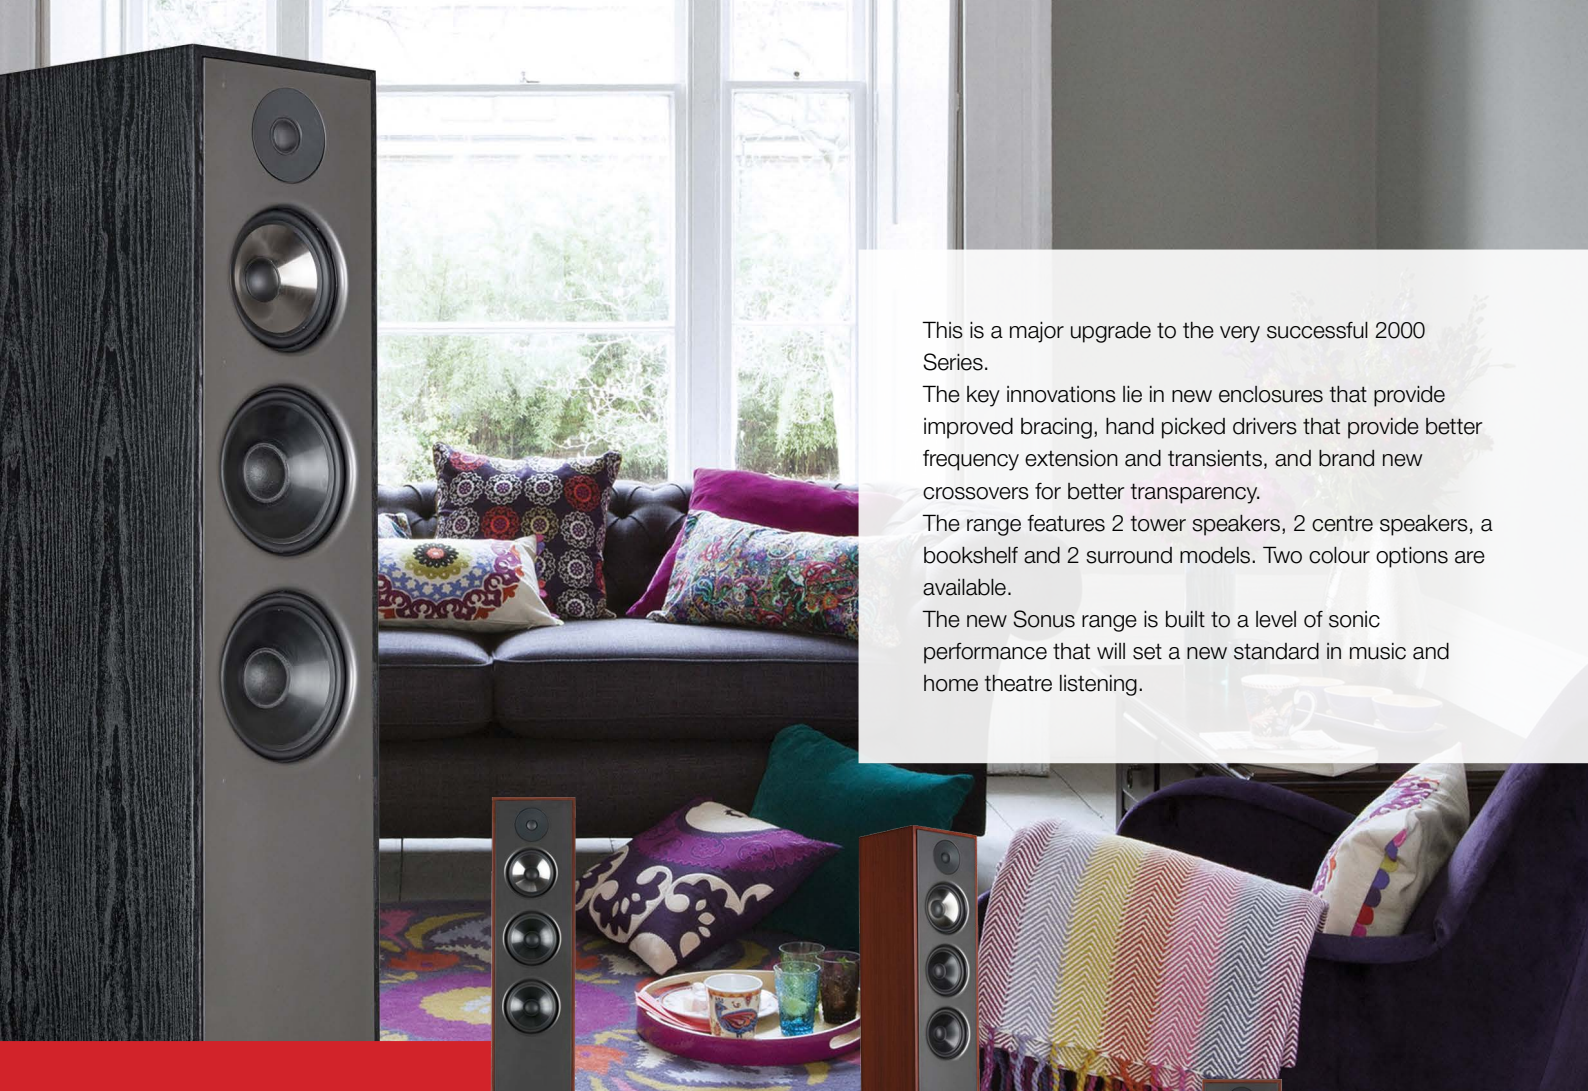 This is a major upgrade to the very successful 2000
Series.
The key innovations lie in new enclosures that provide
improved bracing, hand picked drivers that provide better
frequency extension and transients, and brand new
crossovers for better transparency.
The range features 2 tower speakers, 2 centre speakers, a
bookshelf and 2 surround models. Two colour options are
available.
The new Sonus range is built to a level of sonic
performance that will set a new standard in music and
home theatre listening.